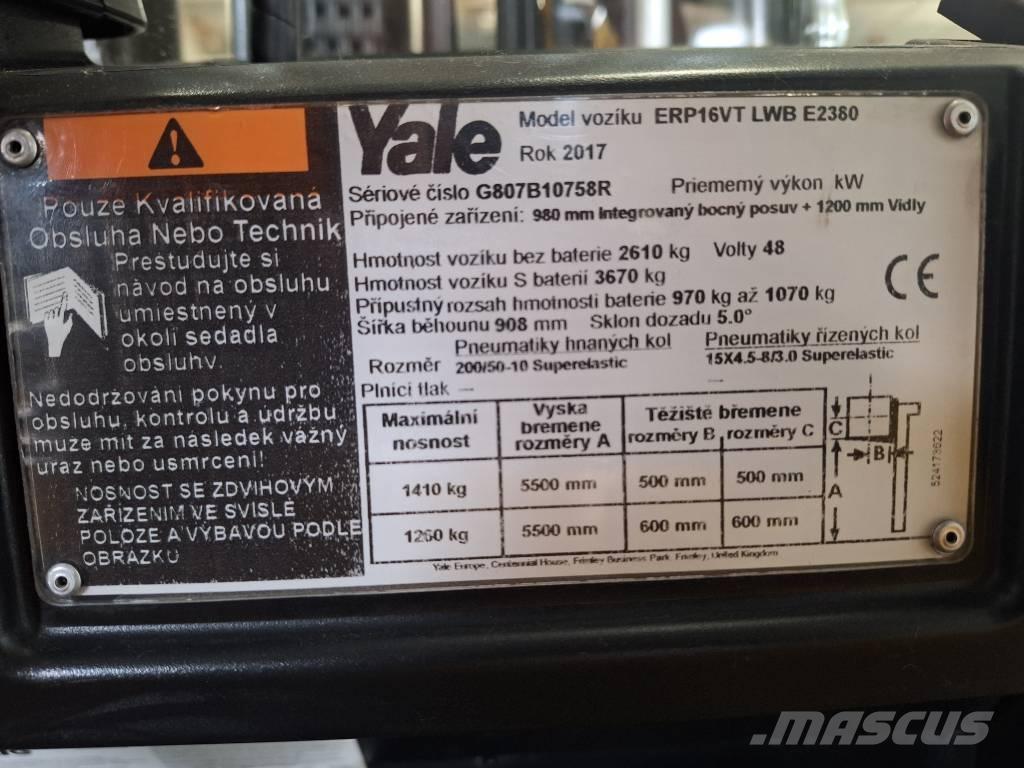 Pouze Kvalifikovaná
Obsluha Nebo Technik
Prestudujte si
návod na obsluhu
umiestnený v
okolí sedadla
obsluhv.
Nedodržování pokynu pro
obsluhu, kontrolu a údržbu
muze mít za následek vážný
uraz nebo usmrcení!
NOSNOST SE ZDVIHOVÝM
ZAŘÍZENÍM VE SVISLÉ
POLOZE A VÝBAVOU PODLE
OBRÁZKU
Yale
Model vozíku ERP16VT LWB E2380
Rok 2017
Sériové číslo G807B10758R Priemerný výkon kW
Připojené zařízení: 980 mm Integrovaný bocný posuv + 1200 mm Vidly
Hmotnost vozíku bez baterie 2610 kg Volty 48
Hmotnost vozíku S baterií 3670 kg
Přípustný rozsah hmotnosti baterie 970 kg až 1070 kg
Šířka běhounu 908 mm Sklon dozadu 5.0°
Pneumatiky hnaných kol Pneumatiky řízených kol
Rozměr 200/50-10 Superelastic 15X4.5-8/3.0 Superelastic
Plnící tlak —
Maximální nosnost Vyska bremene rozměry A Těžiště břemene rozměry B rozměry C
1410 kg 5500 mm 500 mm 500 mm
1260 kg 5500 mm 600 mm 600 mm
Yale Europe, Centennial House, Frimley Business Park, Frimley, United Kingdom
CE
C
B
A
524173622
MASCUS